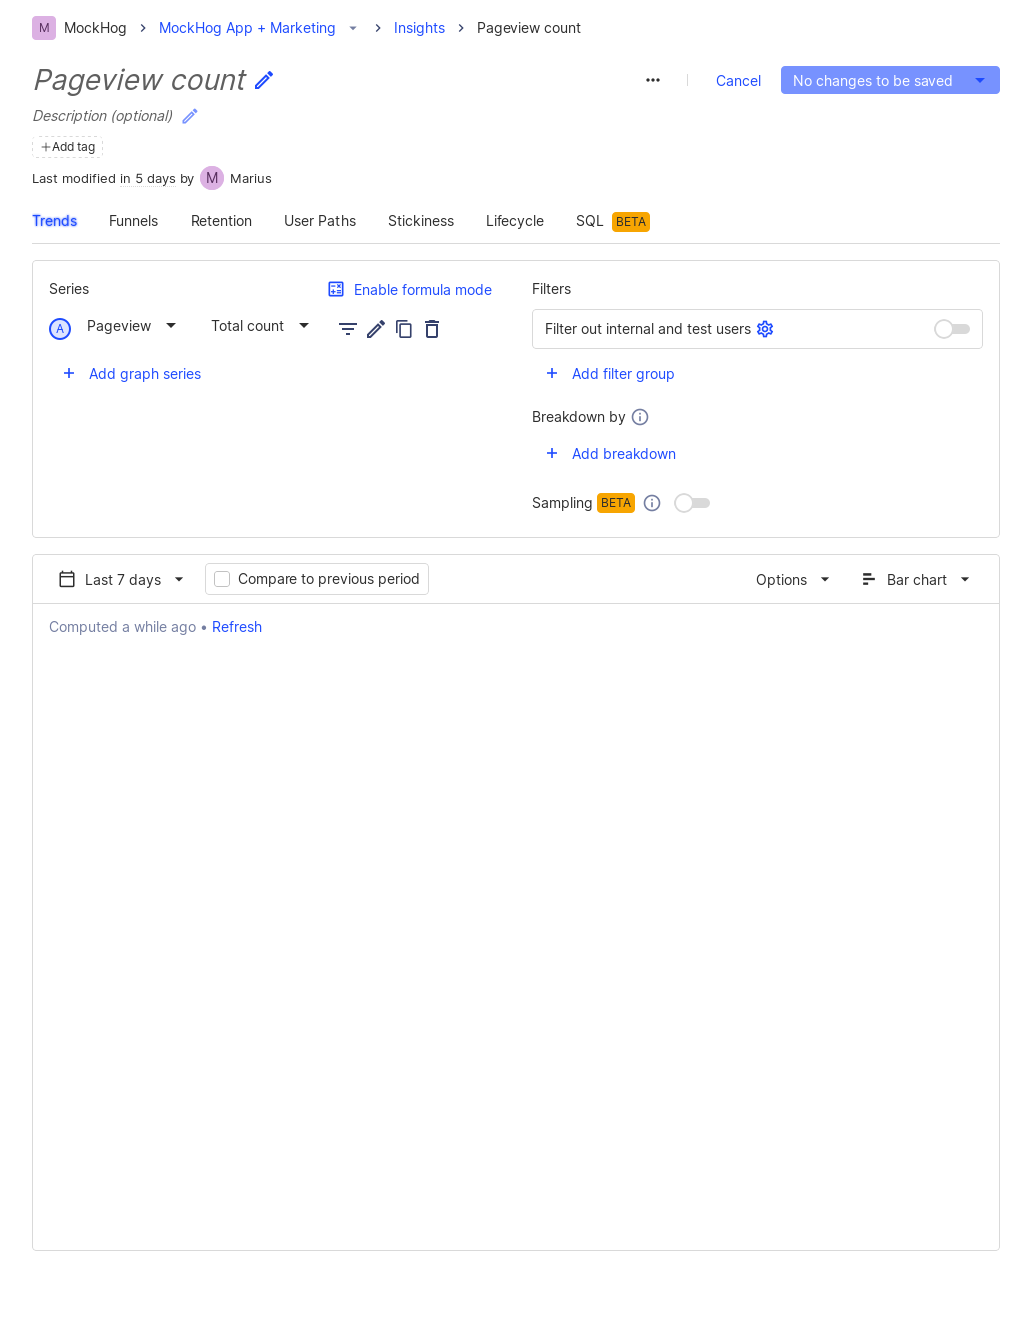 M MockHog MockHog App + Marketing Insights Pageview count
Pageview count
No changes to be saved
Cancel
Description (optional)
Add tag
Last modified in 5 days by M Marius
Trends Funnels Retention User Paths Stickiness Lifecycle SQL BETA
Series
Enable formula mode
A Pageview Total count
Add graph series
Filters
Filter out internal and test users
Add filter group
Breakdown by
Add breakdown
Sampling BETA
Last 7 days Compare to previous period Options Bar chart
Computed a while ago • Refresh